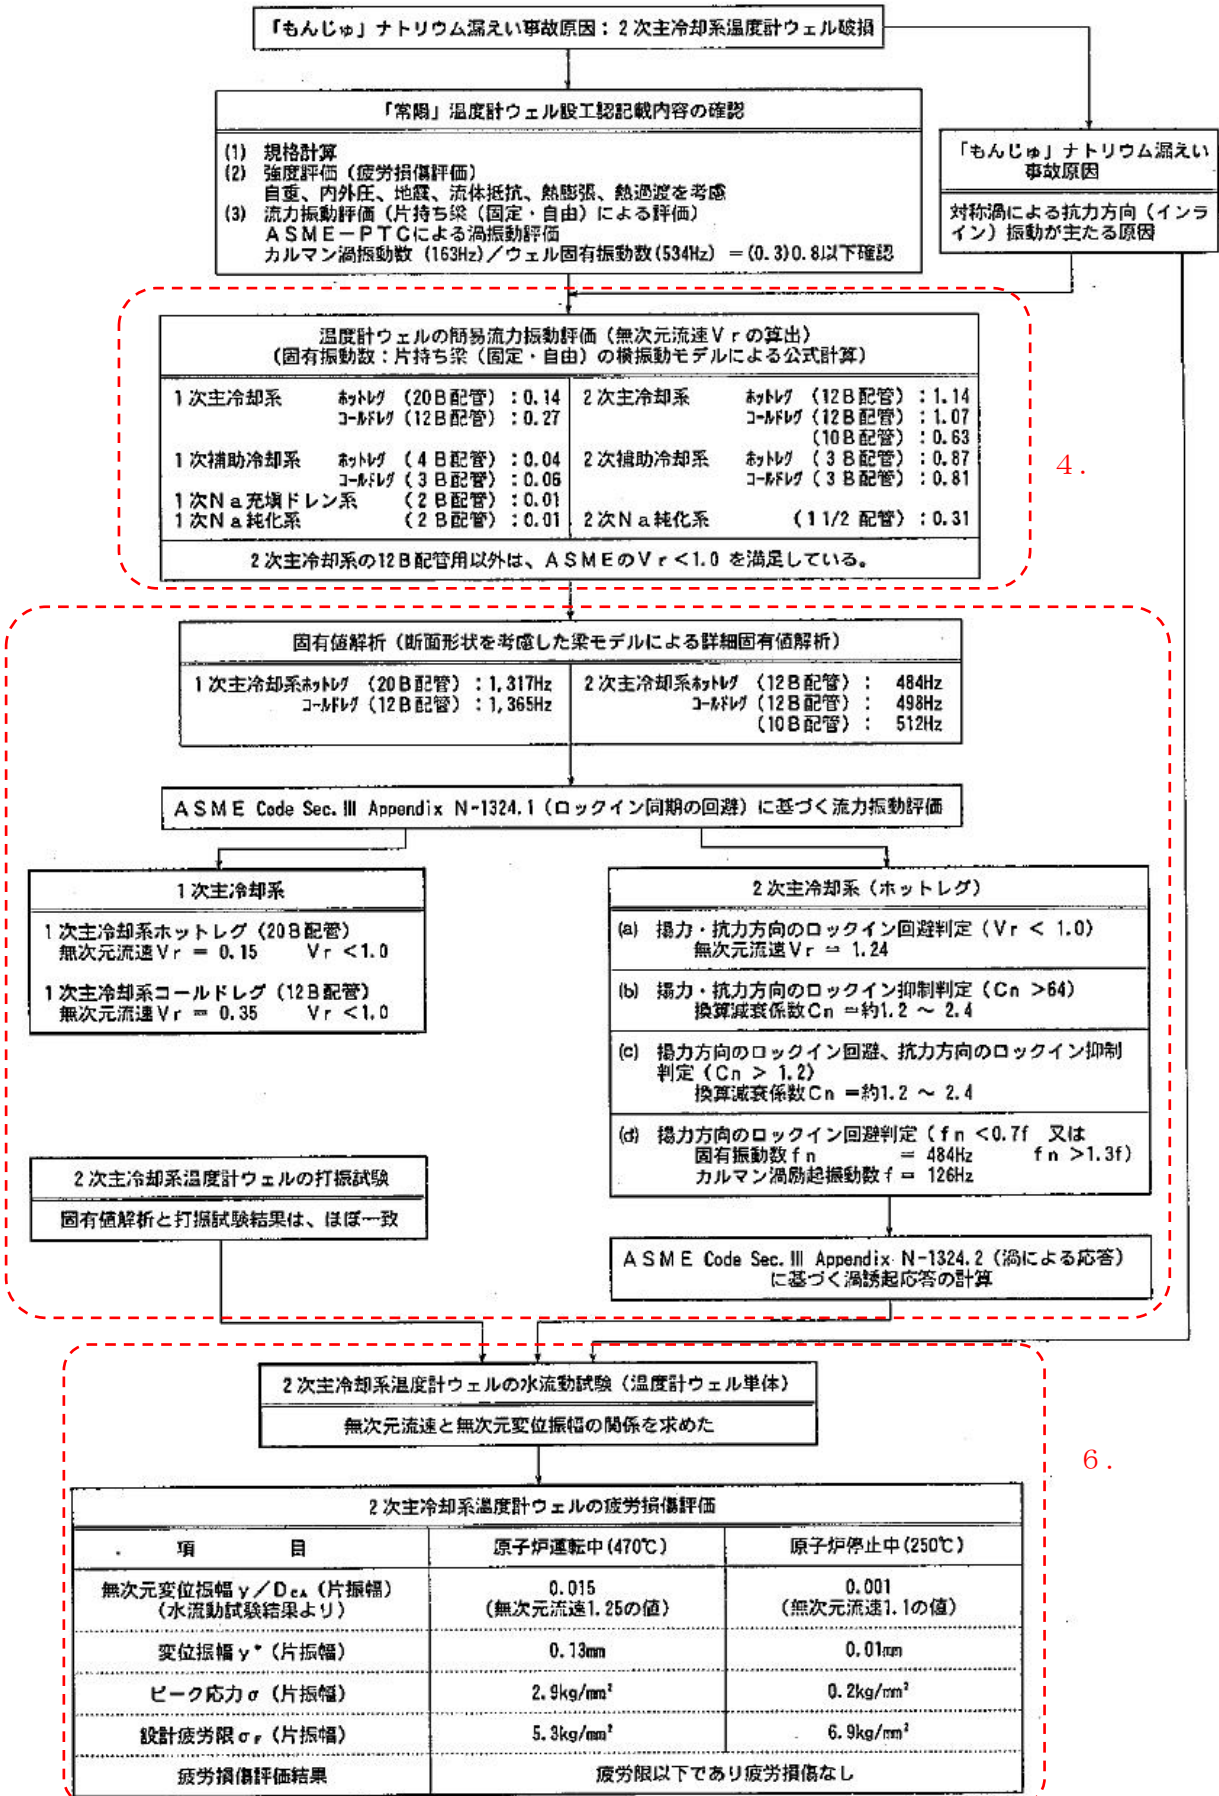 「もんじゅ」ナトリウム漏えい事故原因：２次主冷却系温度計ウェル破損
「常陽」温度計ウェル設工認記載内容の確認
(1) 規格計算
(2) 強度評価（疲労損傷評価）
自重、内外圧、地震、流体抵抗、熱膨張、熱過渡を考慮
(3) 流力振動評価（片持ち梁（固定・自由）による評価）
ＡＳＭＥ－ＰＴＣによる渦振動評価
カルマン渦振動数 (163Hz)／ウェル固有振動数(534Hz) ＝(0.3)0.8以下確認
「もんじゅ」ナトリウム漏えい
事故原因
対称渦による抗力方向（インラ
イン）振動が主たる原因
温度計ウェルの簡易流力振動評価（無次元流速Ｖｒの算出）
（固有振動数：片持ち梁（固定・自由）の横振動モデルによる公式計算）
１次主冷却系 ホットレグ （20Ｂ配管）：0.14
コールドレグ （12Ｂ配管）：0.27
１次補助冷却系 ホットレグ （４Ｂ配管）：0.04
コールドレグ （３Ｂ配管）：0.06
１次Ｎａ充填ドレン系 （２Ｂ配管）：0.01
１次Ｎａ純化系 （２Ｂ配管）：0.01
２次主冷却系 ホットレグ （12Ｂ配管）：1.14
コールドレグ （12Ｂ配管）：1.07
（10Ｂ配管）：0.63
２次補助冷却系 ホットレグ （３Ｂ配管）：0.87
コールドレグ （３Ｂ配管）：0.81
２次Ｎａ純化系 （１1/2 配管）：0.31
２次主冷却系の12Ｂ配管用以外は、ＡＳＭＥのＶｒ＜1.0 を満足している。
4．
固有値解析（断面形状を考慮した梁モデルによる詳細固有値解析）
１次主冷却系ホットレグ （20Ｂ配管）：1,317Hz
コールドレグ（12Ｂ配管）：1,365Hz
２次主冷却系ホットレグ （12Ｂ配管）： 484Hz
コールドレグ（12Ｂ配管）： 498Hz
（10Ｂ配管）： 512Hz
ＡＳＭＥ Code Sec.Ⅲ Appendix N-1324.1（ロックイン同期の回避）に基づく流力振動評価
１次主冷却系
１次主冷却系ホットレグ（20Ｂ配管）
無次元流速Ｖｒ ＝ 0.15 Ｖｒ＜1.0
１次主冷却系コールドレグ（12Ｂ配管）
無次元流速Ｖｒ ＝ 0.35 Ｖｒ＜1.0
２次主冷却系（ホットレグ）
(a) 揚力・抗力方向のロックイン回避判定（Ｖr ＜ 1.0）
無次元流速Ｖｒ ＝ 1.24
(b) 揚力・抗力方向のロックイン抑制判定（Ｃn ＞64）
換算減衰係数Ｃn ＝約1.2 ～ 2.4
(c) 揚力方向のロックイン回避、抗力方向のロックイン抑制
判定（Ｃn ＞ 1.2）
換算減衰係数Ｃn ＝約1.2 ～ 2.4
(d) 揚力方向のロックイン回避判定（ｆn ＜0.7f 又は
固有振動数ｆn ＝ 484Hz ｆn ＞1.3f）
カルマン渦励起振動数ｆ＝ 126Hz
２次主冷却系温度計ウェルの打振試験
固有値解析と打振試験結果は、ほぼ一致
ＡＳＭＥ Code Sec.Ⅲ Appendix N-1324.2（渦による応答）
に基づく渦誘起応答の計算
２次主冷却系温度計ウェルの水流動試験（温度計ウェル単体）
無次元流速と無次元変位振幅の関係を求めた
6．
２次主冷却系温度計ウェルの疲労損傷評価
項 目 原子炉運転中(470℃) 原子炉停止中(250℃)
無次元変位振幅ｙ／Ｄ （片振幅） 0.015 0.001
（水流動試験結果より） （無次元流速1.25の値） （無次元流速1.1の値）
変位振幅ｙ*（片振幅） 0.13mm 0.01mm
ピーク応力σ（片振幅） 2.9kg/mm² 0.2kg/mm²
設計疲労限σF（片振幅） 5.3kg/mm² 6.9kg/mm²
疲労損傷評価結果 疲労限以下であり疲労損傷なし